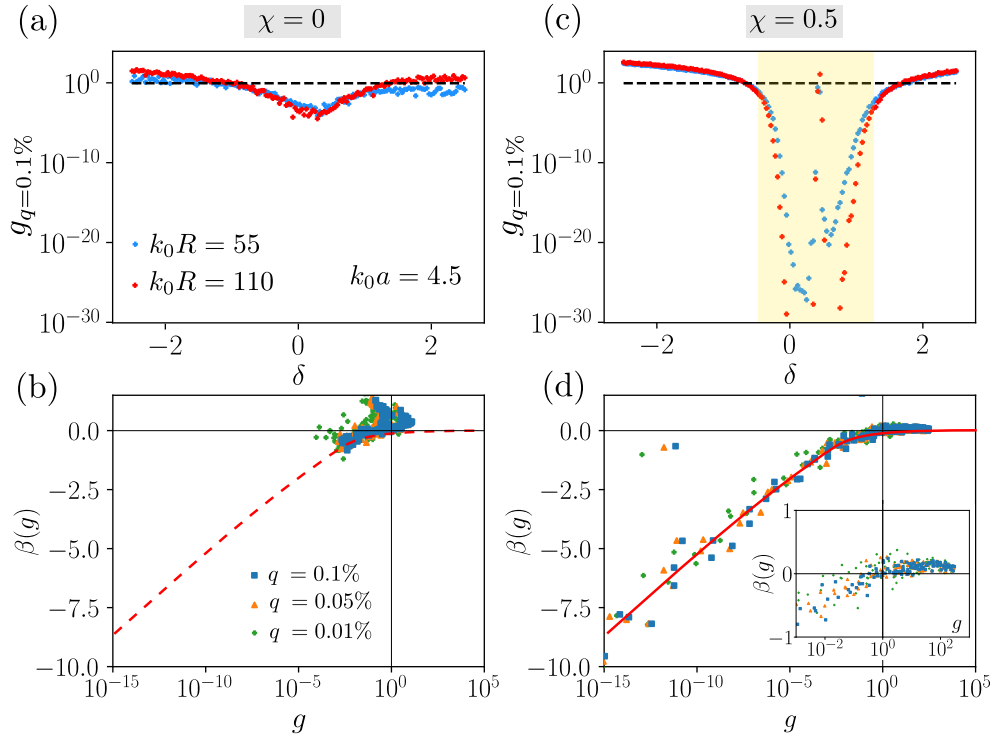 (a)
χ = 0
g_{q=0.1%}
10^0
10^{−10}
10^{−20}
10^{−30}
k_0R = 55
k_0R = 110
k_0a = 4.5
−2
0
2
δ
(c)
χ = 0.5
g_{q=0.1%}
10^0
10^{−10}
10^{−20}
10^{−30}
−2
0
2
δ
(b)
β(g)
0.0
−2.5
−5.0
−7.5
−10.0
q = 0.1%
q = 0.05%
q = 0.01%
10^{−15}
10^{−10}
10^{−5}
10^0
10^5
g
(d)
β(g)
0.0
−2.5
−5.0
−7.5
−10.0
β(g)
1
0
−1
10^{−2}
10^0
10^2
g
10^{−15}
10^{−10}
10^{−5}
10^0
10^5
g